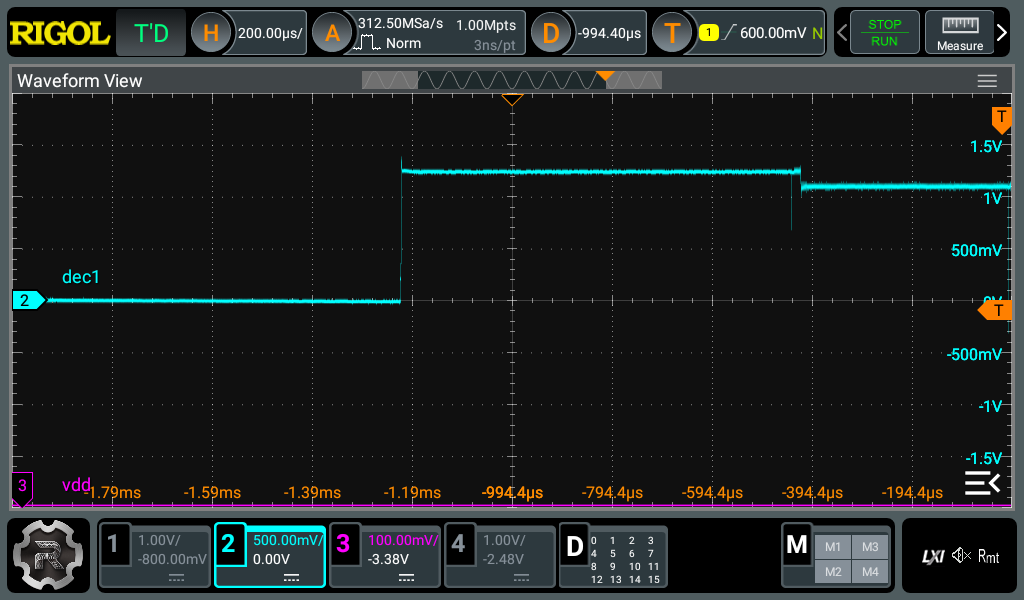 RIGOL T'D H 200.00µs/ A 312.50MSa/s 1.00Mpts D -994.40µs T 1 600.00mV N STOP RUN Measure
Norm 3ns/pt
Waveform View
T
1.5V
1V
500mV
dec1
2
0V
T
-500mV
-1V
-1.5V
3 vdd
-1.79ms -1.59ms -1.39ms -1.19ms -994.4µs -794.4µs -594.4µs -394.4µs -194.4µs
1 1.00V/ 2 500.00mV/ 3 100.00mV/ 4 1.00V/ D 0 1 2 3 M M1 M3 LXI Rmt
-800.00mV 0.00V -3.38V -2.48V 4 5 6 7 M2 M4
8 9 10 11
12 13 14 15
R